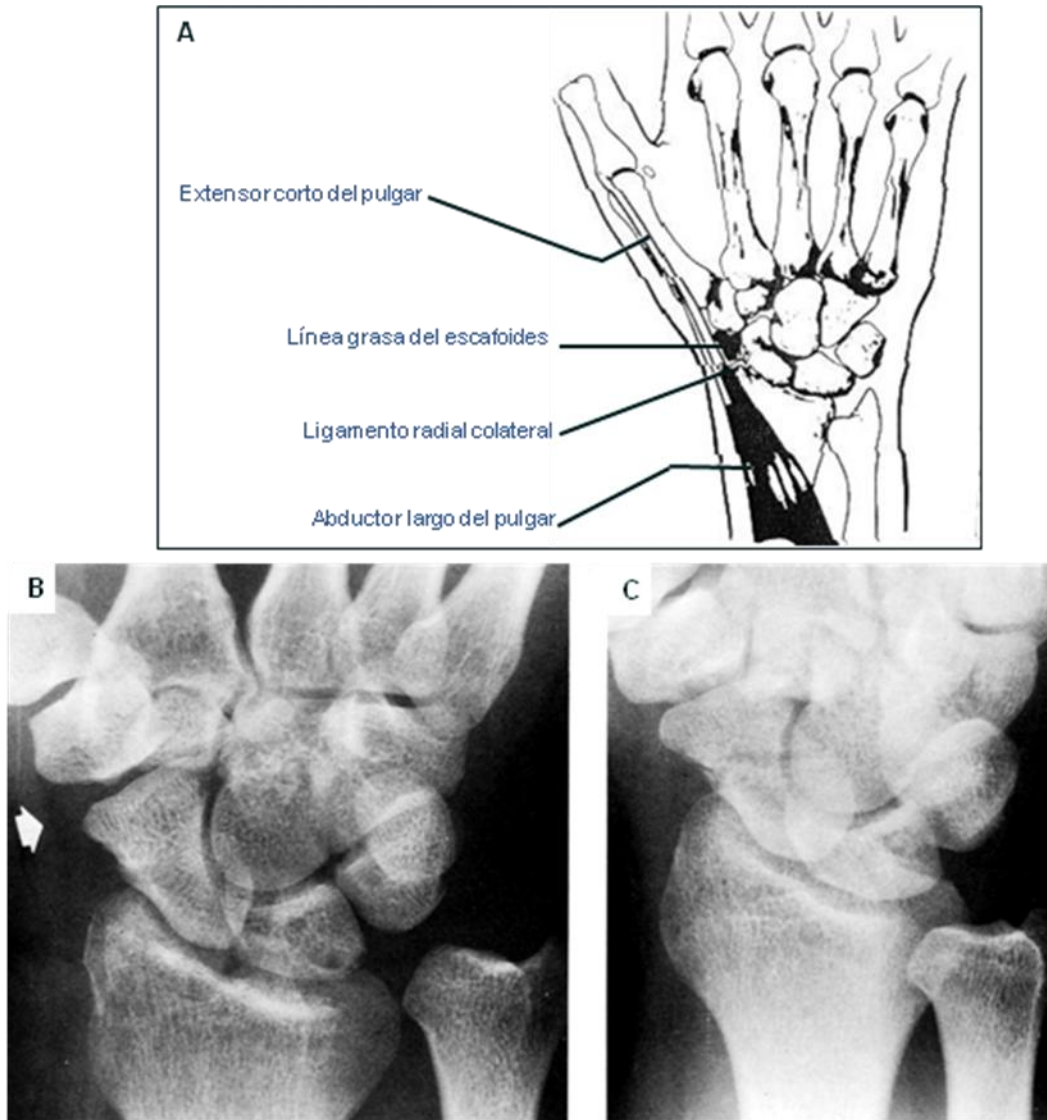 A
Extensor corto del pulgar
Línea grasa del escafoides
Ligamento radial colateral
Abductor largo del pulgar
B
C